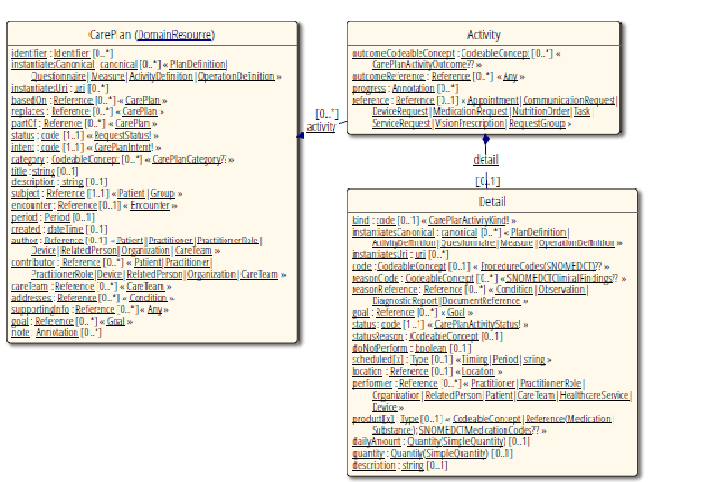 CarePlan (DomainResource)
identifier : Identifier [0..*]
instantiatesCanonical : canonical [0..*] « PlanDefinition|
Questionnaire|Measure|ActivityDefinition|OperationDefinition »
instantiatesUri : uri [0..*]
basedOn : Reference [0..*] « CarePlan »
replaces : Reference [0..*] « CarePlan »
partOf : Reference [0..*] « CarePlan »
status : code [1..1] « RequestStatus! »
intent : code [1..1] « CarePlanIntent! »
category : CodeableConcept [0..*] « CarePlanCategory?? »
title : string [0..1]
description : string [0..1]
subject : Reference [1..1] «Patient|Group »
encounter : Reference [0..1] « Encounter »
period : Period [0..1]
created : dateTime [0..1]
author : Reference [0..1] « Patient|Practitioner|PractitionerRole|
Device|RelatedPerson|Organization|CareTeam »
contributor : Reference [0..*] « Patient|Practitioner|
PractitionerRole|Device|RelatedPerson|Organization|CareTeam »
careTeam : Reference [0..*] « CareTeam »
addresses : Reference [0..*] « Condition »
supportingInfo : Reference [0..*] « Any »
goal : Reference [0..*] « Goal »
note : Annotation [0..*]
[0..*]
activity
Activity
outcomeCodeableConcept : CodeableConcept [0..*] «
CarePlanActivityOutcome?? »
outcomeReference : Reference [0..*] « Any »
progress : Annotation [0..*]
reference : Reference [0..1] « Appointment|CommunicationRequest|
DeviceRequest|MedicationRequest|NutritionOrder|Task|
ServiceRequest|VisionPrescription|RequestGroup »
detail
[0..1]
Detail
kind : code [0..1] « CarePlanActivityKind! »
instantiatesCanonical : canonical [0..*] « PlanDefinition|
ActivityDefinition|Questionnaire|Measure|OperationDefinition »
instantiatesUri : uri [0..*]
code : CodeableConcept [0..1] « ProcedureCodes(SNOMEDCT)?? »
reasonCode : CodeableConcept [0..*] « SNOMEDCTClinicalFindings?? »
reasonReference : Reference [0..*] « Condition|Observation|
DiagnosticReport|DocumentReference »
goal : Reference [0..*] « Goal »
status : code [1..1] « CarePlanActivityStatus! »
statusReason : CodeableConcept [0..1]
doNotPerform : boolean [0..1]
scheduled[x] : Type [0..1] «Timing|Period|string »
location : Reference [0..1] « Location »
performer : Reference [0..*] « Practitioner|PractitionerRole|
Organization|RelatedPerson|Patient|CareTeam|HealthcareService|
Device »
product[x] : Type [0..1] « CodeableConcept|Reference(Medication|
Substance); SNOMEDCTMedicationCodes?? »
dailyAmount : Quantity(SimpleQuantity) [0..1]
quantity : Quantity(SimpleQuantity) [0..1]
description : string [0..1]